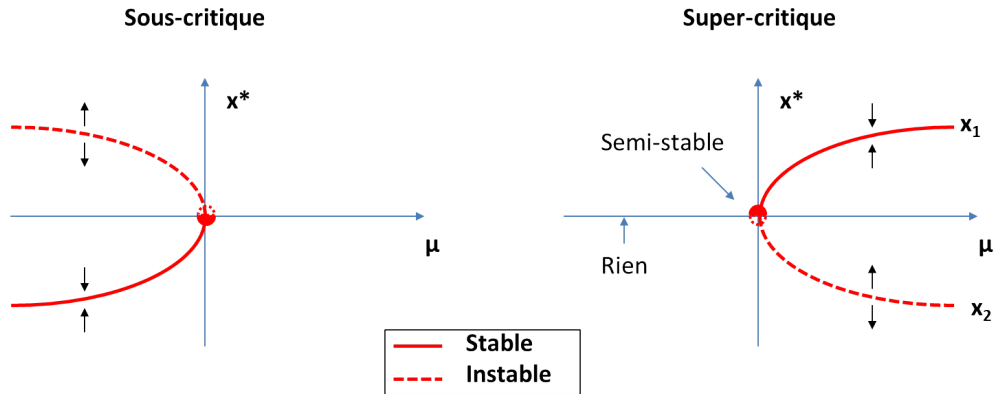 Sous-critique
Super-critique
x*
x*
x₁
Semi-stable
μ
μ
Rien
x₂
Stable
Instable